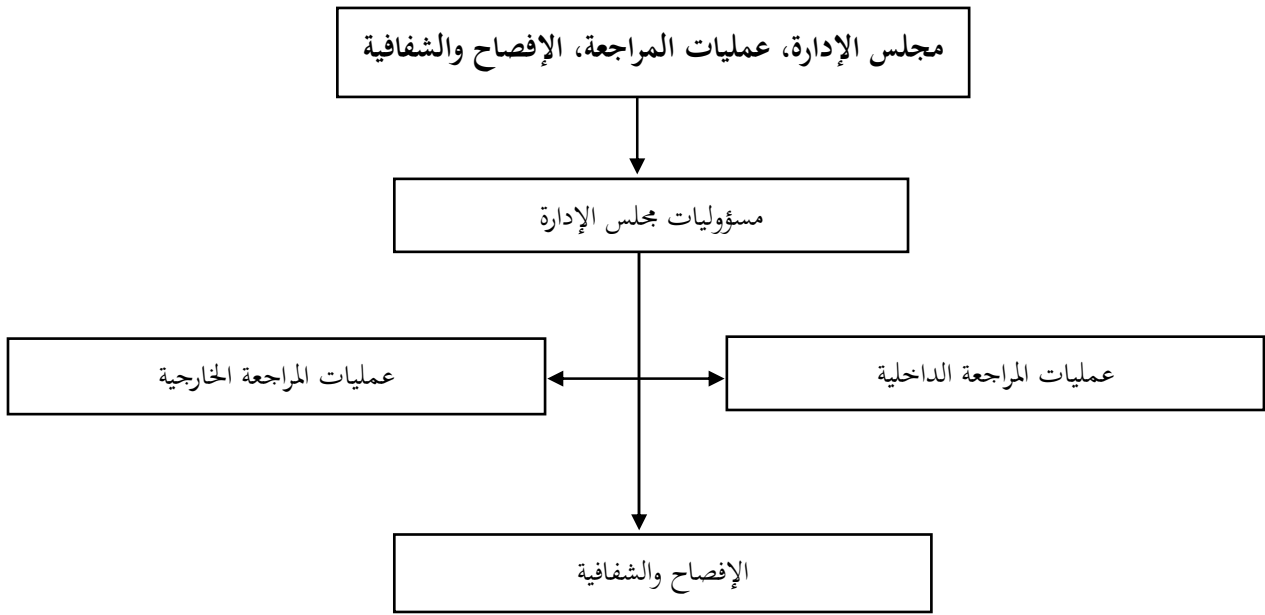 مجلس الإدارة، عمليات المراجعة، الإفصاح والشفافية
مسؤوليات مجلس الإدارة
عمليات المراجعة الداخلية
عمليات المراجعة الخارجية
الإفصاح والشفافية